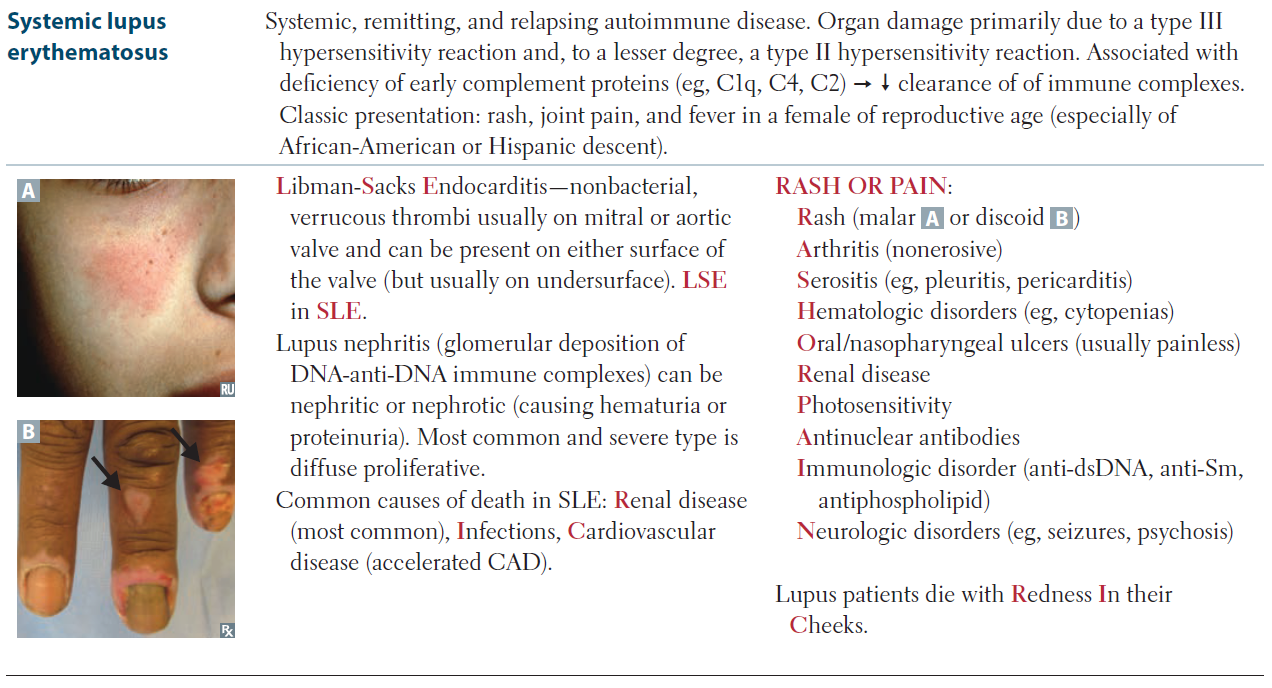 Systemic lupus
erythematosus
Systemic, remitting, and relapsing autoimmune disease. Organ damage primarily due to a type III
hypersensitivity reaction and, to a lesser degree, a type II hypersensitivity reaction. Associated with
deficiency of early complement proteins (eg, C1q, C4, C2) → ↓ clearance of of immune complexes.
Classic presentation: rash, joint pain, and fever in a female of reproductive age (especially of
African-American or Hispanic descent).
A
RU
B
℞
Libman-Sacks Endocarditis—nonbacterial,
verrucous thrombi usually on mitral or aortic
valve and can be present on either surface of
the valve (but usually on undersurface). LSE
in SLE.
Lupus nephritis (glomerular deposition of
DNA-anti-DNA immune complexes) can be
nephritic or nephrotic (causing hematuria or
proteinuria). Most common and severe type is
diffuse proliferative.
Common causes of death in SLE: Renal disease
(most common), Infections, Cardiovascular
disease (accelerated CAD).
RASH OR PAIN:
Rash (malar A or discoid B)
Arthritis (nonerosive)
Serositis (eg, pleuritis, pericarditis)
Hematologic disorders (eg, cytopenias)
Oral/nasopharyngeal ulcers (usually painless)
Renal disease
Photosensitivity
Antinuclear antibodies
Immunologic disorder (anti-dsDNA, anti-Sm,
antiphospholipid)
Neurologic disorders (eg, seizures, psychosis)
Lupus patients die with Redness In their
Cheeks.